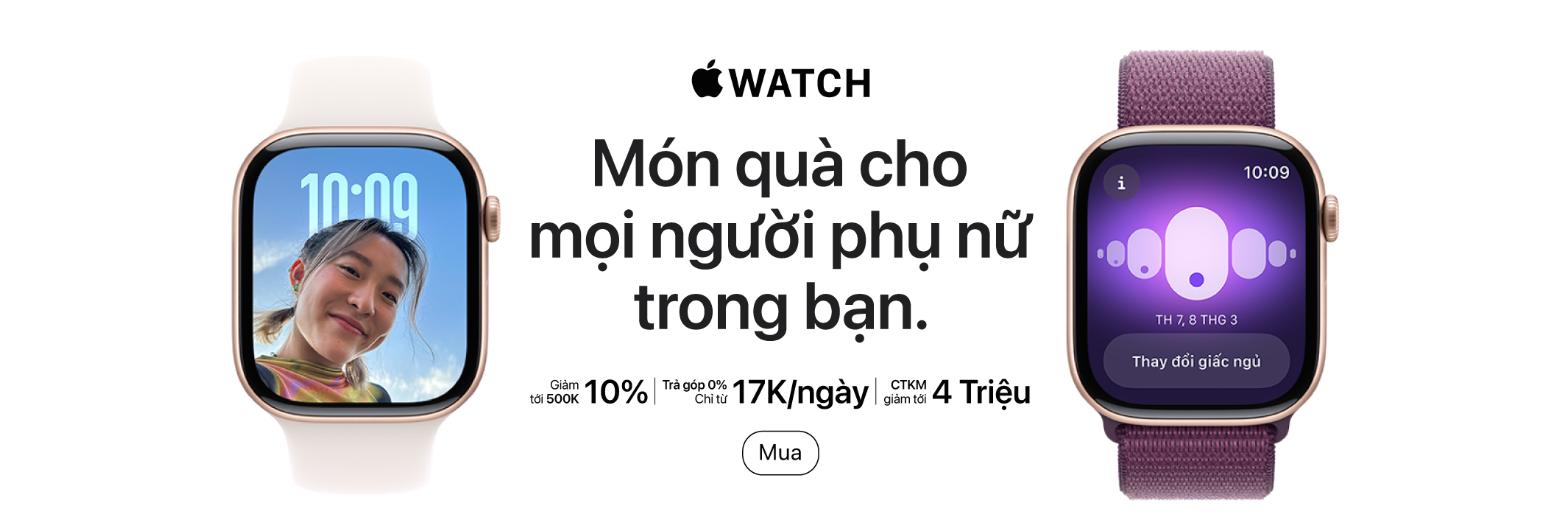 10:09
WATCH
Món quà cho
mọi người phụ nữ
trong bạn.
Giảm
tới 500K
10%
Trả góp 0%
Chỉ từ
17K/ngày
CTKM
giảm tới
4 Triệu
Mua
i
10:09
TH 7, 8 THG 3
Thay đổi giấc ngủ